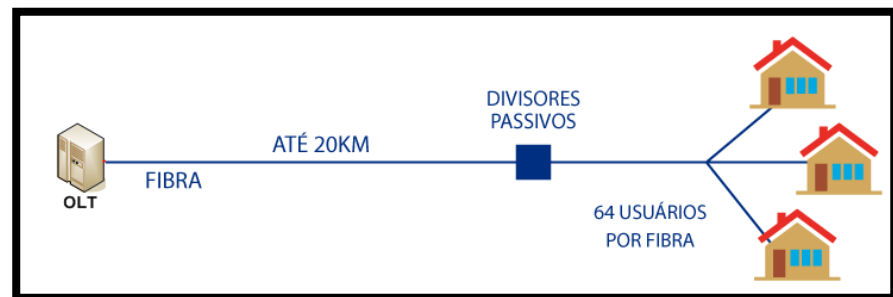 OLT
FIBRA
ATÉ 20KM
DIVISORES
PASSIVOS
64 USUÁRIOS
POR FIBRA